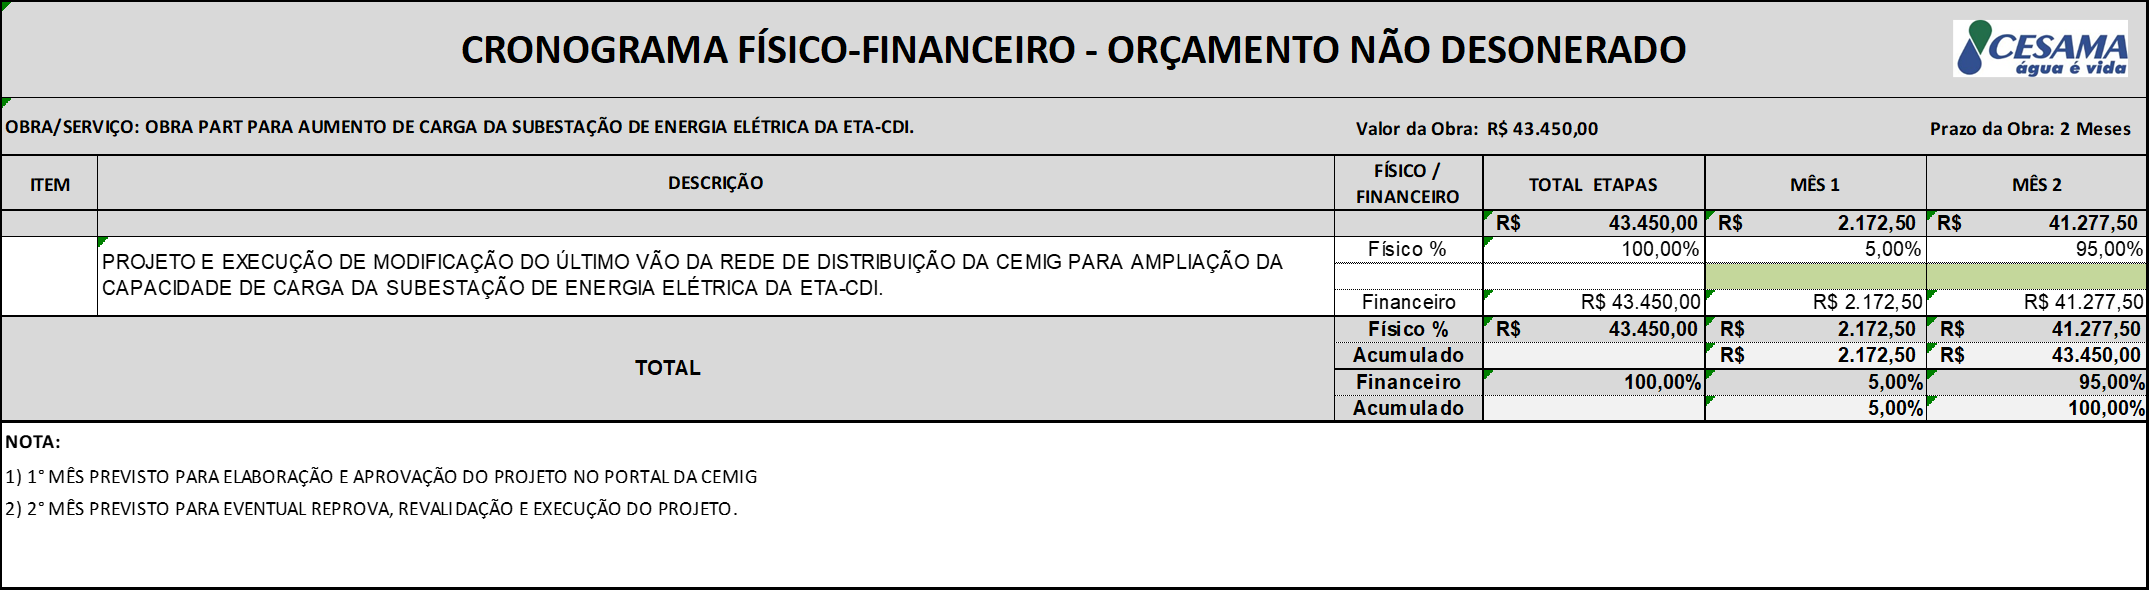 CRONOGRAMA FÍSICO-FINANCEIRO - ORÇAMENTO NÃO DESONERADO
CESAMA
água é vida
OBRA/SERVIÇO: OBRA PART PARA AUMENTO DE CARGA DA SUBESTAÇÃO DE ENERGIA ELÉTRICA DA ETA-CDI. Valor da Obra: R$ 43.450,00 Prazo da Obra: 2 Meses
ITEM DESCRIÇÃO FÍSICO / FINANCEIRO TOTAL ETAPAS MÊS 1 MÊS 2
R$ 43.450,00 R$ 2.172,50 R$ 41.277,50
PROJETO E EXECUÇÃO DE MODIFICAÇÃO DO ÚLTIMO VÃO DA REDE DE DISTRIBUIÇÃO DA CEMIG PARA AMPLIAÇÃO DA
CAPACIDADE DE CARGA DA SUBESTAÇÃO DE ENERGIA ELÉTRICA DA ETA-CDI.
Físico % 100,00% 5,00% 95,00%
Financeiro R$ 43.450,00 R$ 2.172,50 R$ 41.277,50
TOTAL
Físico % R$ 43.450,00 R$ 2.172,50 R$ 41.277,50
Acumulado R$ 2.172,50 R$ 43.450,00
Financeiro 100,00% 5,00% 95,00%
Acumulado 5,00% 100,00%
NOTA:
1) 1° MÊS PREVISTO PARA ELABORAÇÃO E APROVAÇÃO DO PROJETO NO PORTAL DA CEMIG
2) 2° MÊS PREVISTO PARA EVENTUAL REPROVA, REVALIDAÇÃO E EXECUÇÃO DO PROJETO.